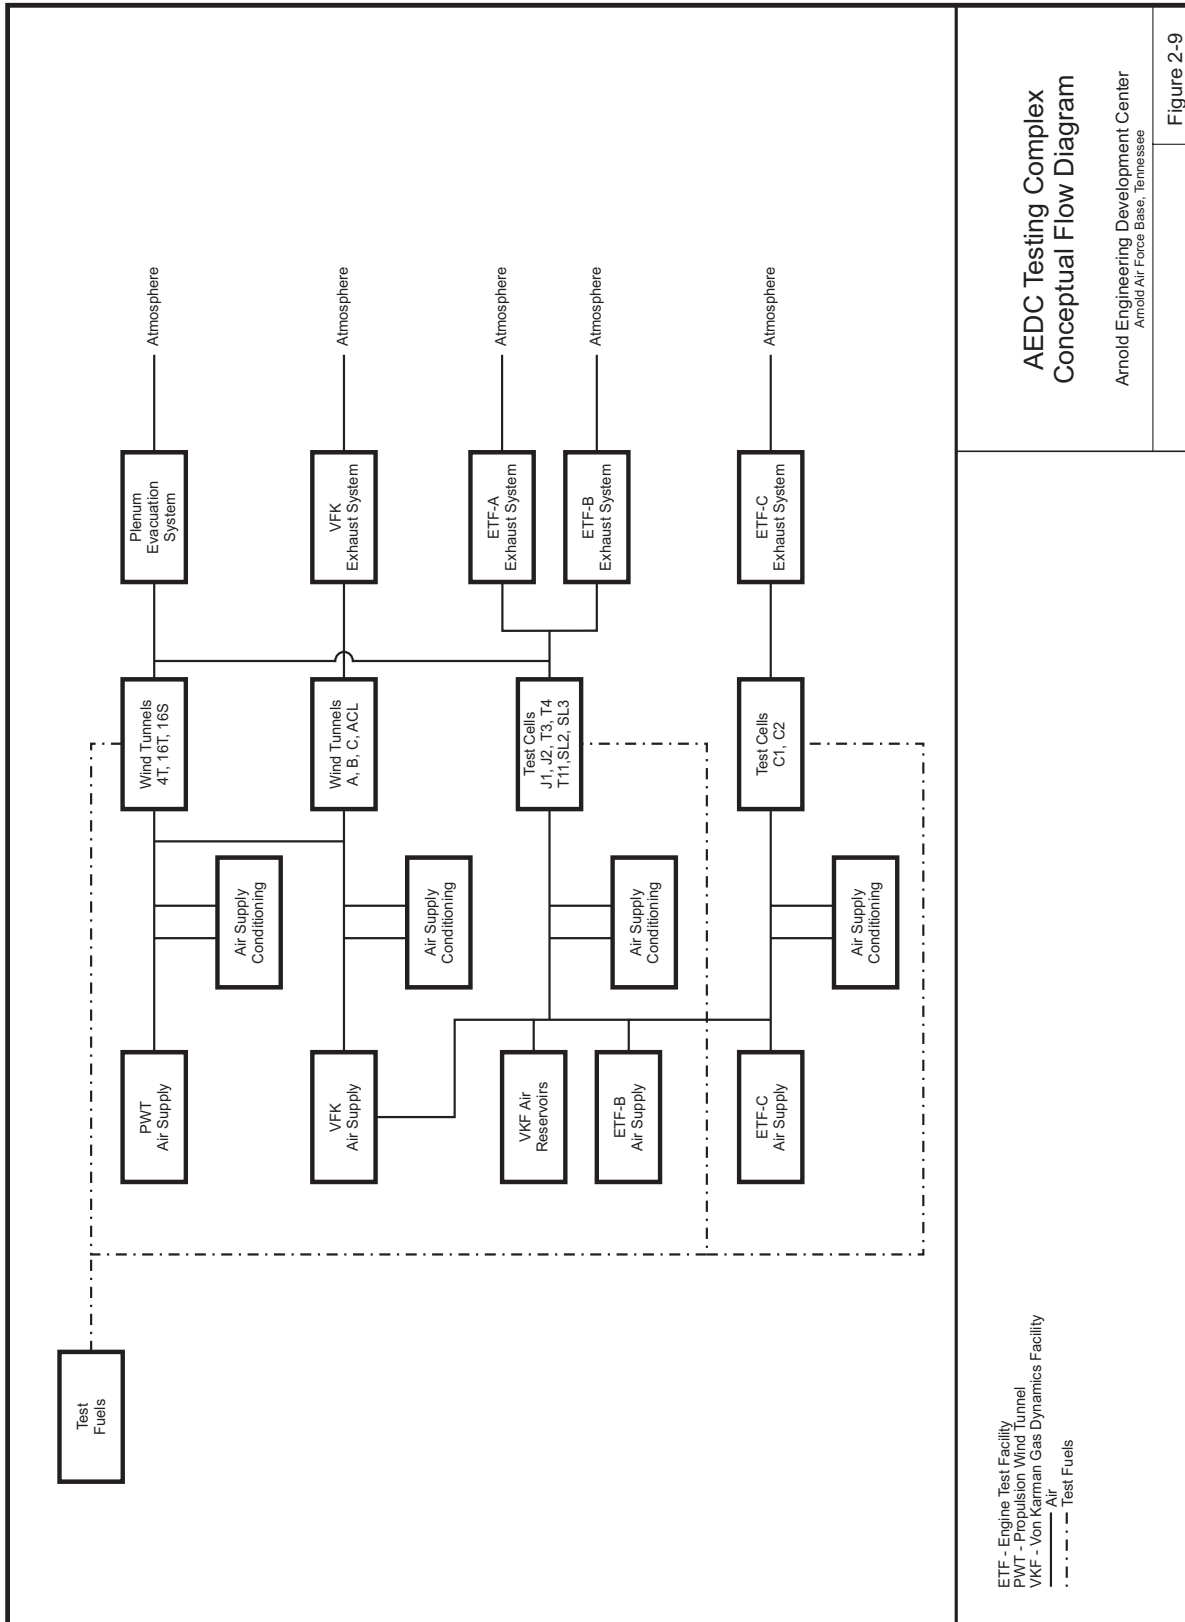 Test
Fuels
PWT
Air Supply
Air Supply
Conditioning
Wind Tunnels
4T, 16T, 16S
Plenum
Evacuation
System
Atmosphere
VFK
Air Supply
Air Supply
Conditioning
Wind Tunnels
A, B, C, ACL
VFK
Exhaust System
Atmosphere
VKF Air
Reservoirs
ETF-B
Air Supply
Air Supply
Conditioning
Test Cells
J1, J2, T3, T4
T11,SL2, SL3
ETF-A
Exhaust System
Atmosphere
ETF-B
Exhaust System
Atmosphere
ETF-C
Air Supply
Air Supply
Conditioning
Test Cells
C1, C2
ETF-C
Exhaust System
Atmosphere
ETF - Engine Test Facility
PWT - Propulsion Wind Tunnel
VKF - Von Karman Gas Dynamics Facility
Air
Test Fuels
AEDC Testing Complex
Conceptual Flow Diagram
Arnold Engineering Development Center
Arnold Air Force Base, Tennessee
Figure 2-9